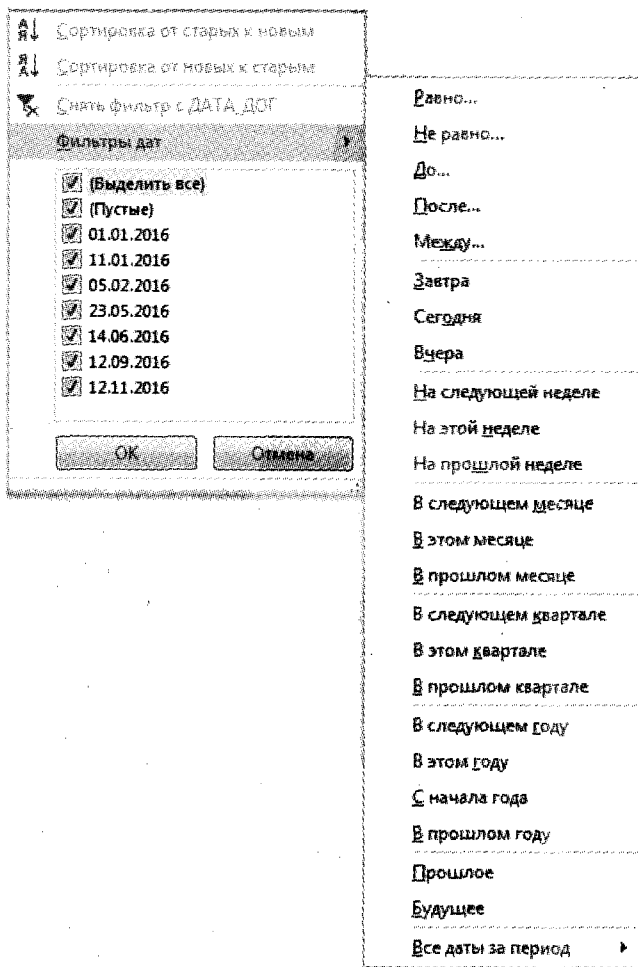 Сортировка от старых к новым
Сортировка от новых к старым
Снять фильтр с ДАТА_ДОГ
Фильтры дат
(Выделить все)
(Пустые)
01.01.2016
11.01.2016
05.02.2016
23.05.2016
14.06.2016
12.09.2016
12.11.2016
ОК
Отмена
Равно...
Не равно...
До...
После...
Между...
Завтра
Сегодня
Вчера
На следующей неделе
На этой неделе
На прошлой неделе
В следующем месяце
В этом месяце
В прошлом месяце
В следующем квартале
В этом квартале
В прошлом квартале
В следующем году
В этом году
С начала года
В прошлом году
Прошлое
Будущее
Все даты за период